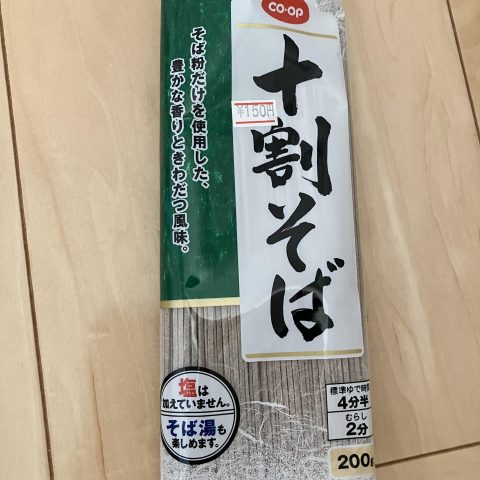 co·op
十割そば
¥150円
そば粉だけを使用した、
豊かな香りときわだつ風味。
塩は
加えていません。
そば湯も
楽しめます。
標準ゆで時間
4分半
むらし
2分
200g